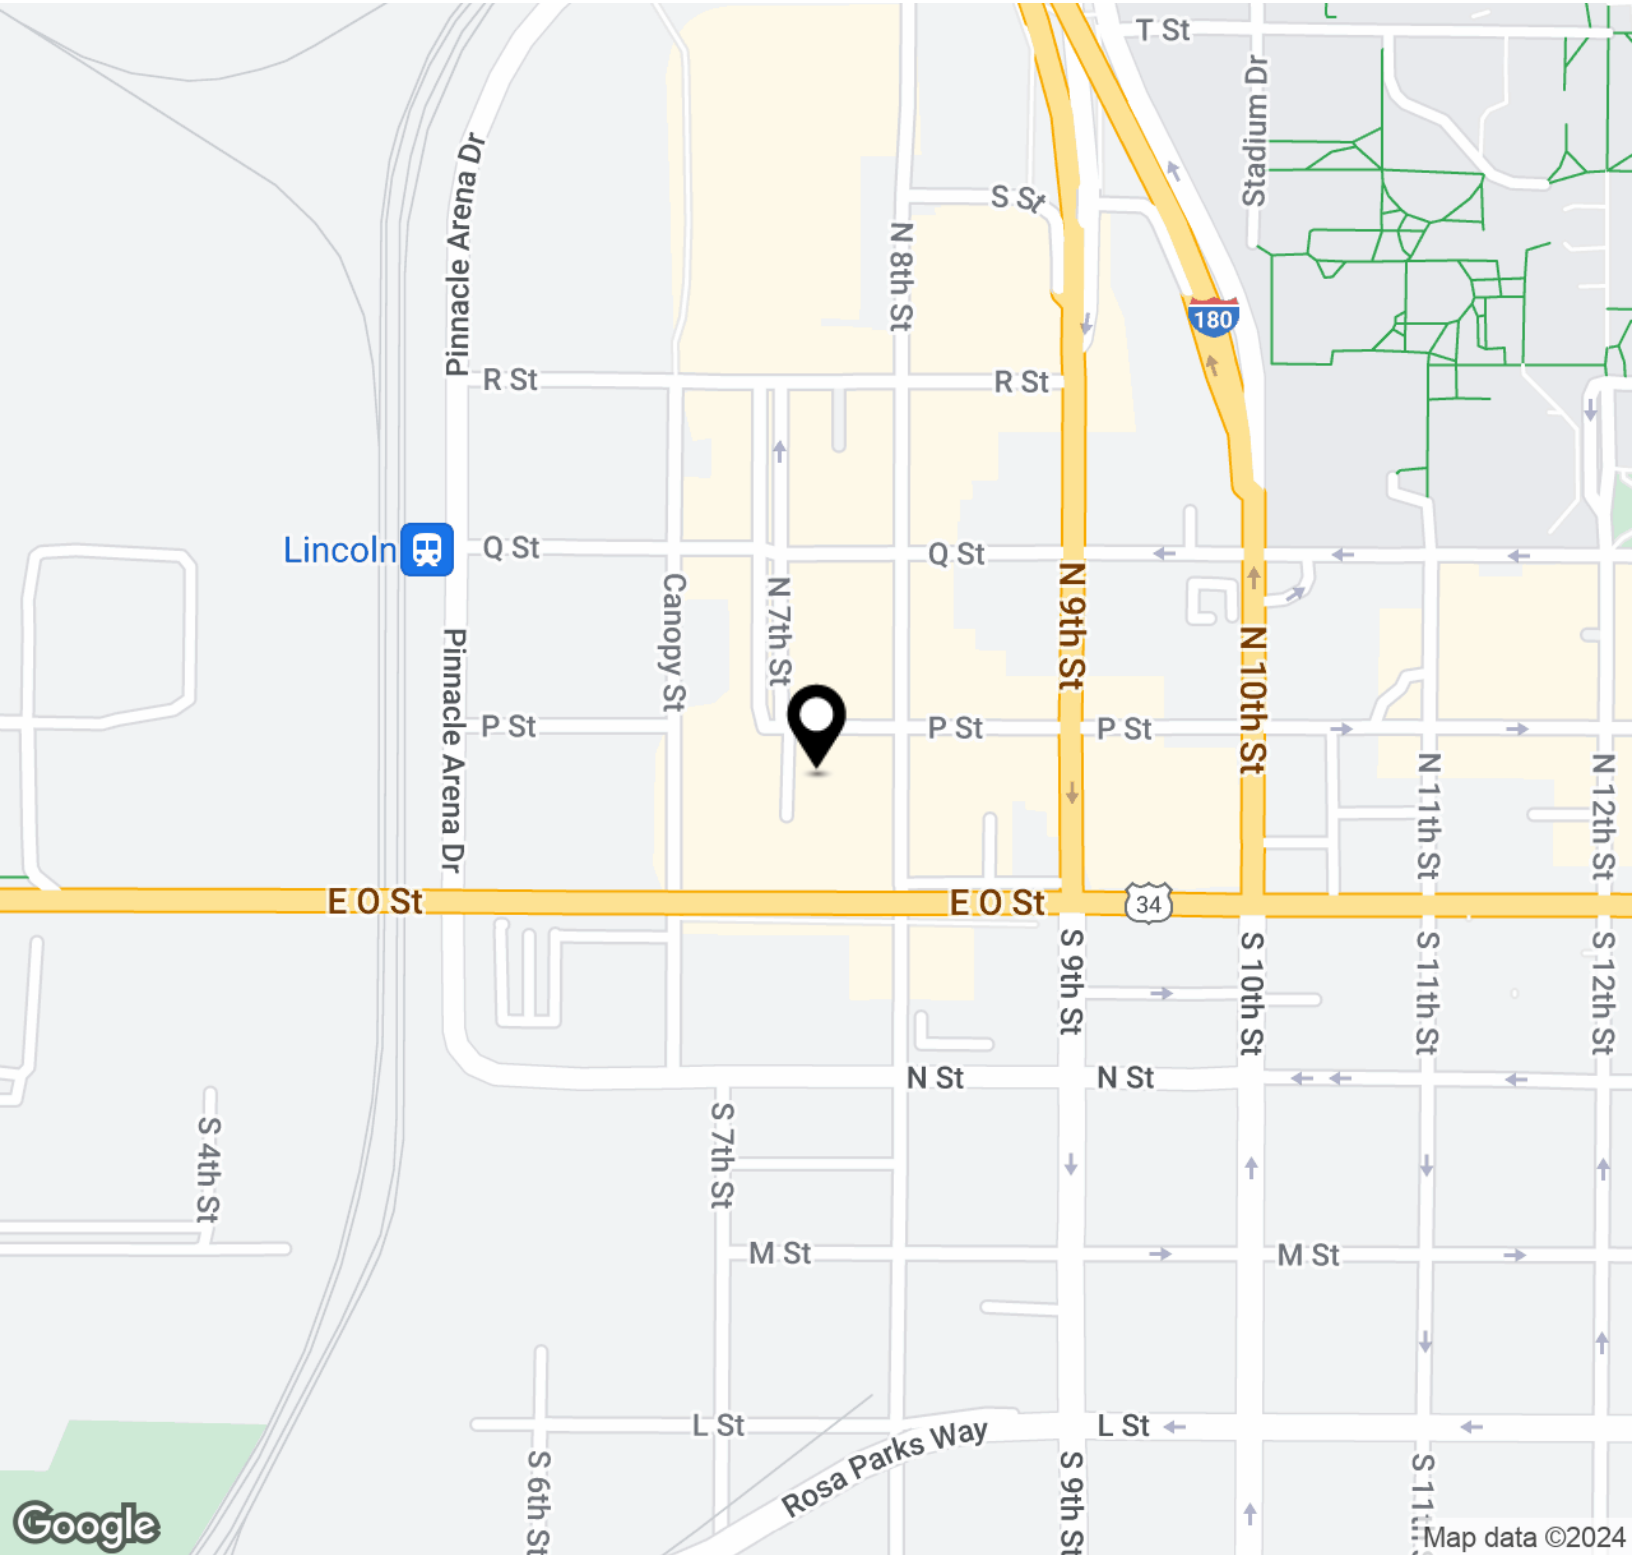 T St
Stadium Dr
Pinnacle Arena Dr
S St
N 8th St
180
R St
R St
Lincoln
Q St
Q St
Canopy St
N 7th St
N 9th St
N 10th St
Pinnacle Arena Dr
P St
P St
P St
N 11th St
N 12th St
E O St
E O St
34
S 9th St
S 10th St
S 11th St
S 12th St
N St
N St
S 4th St
S 7th St
M St
M St
L St
L St
Rosa Parks Way
S 6th St
S 9th St
S 11th
Google
Map data ©2024